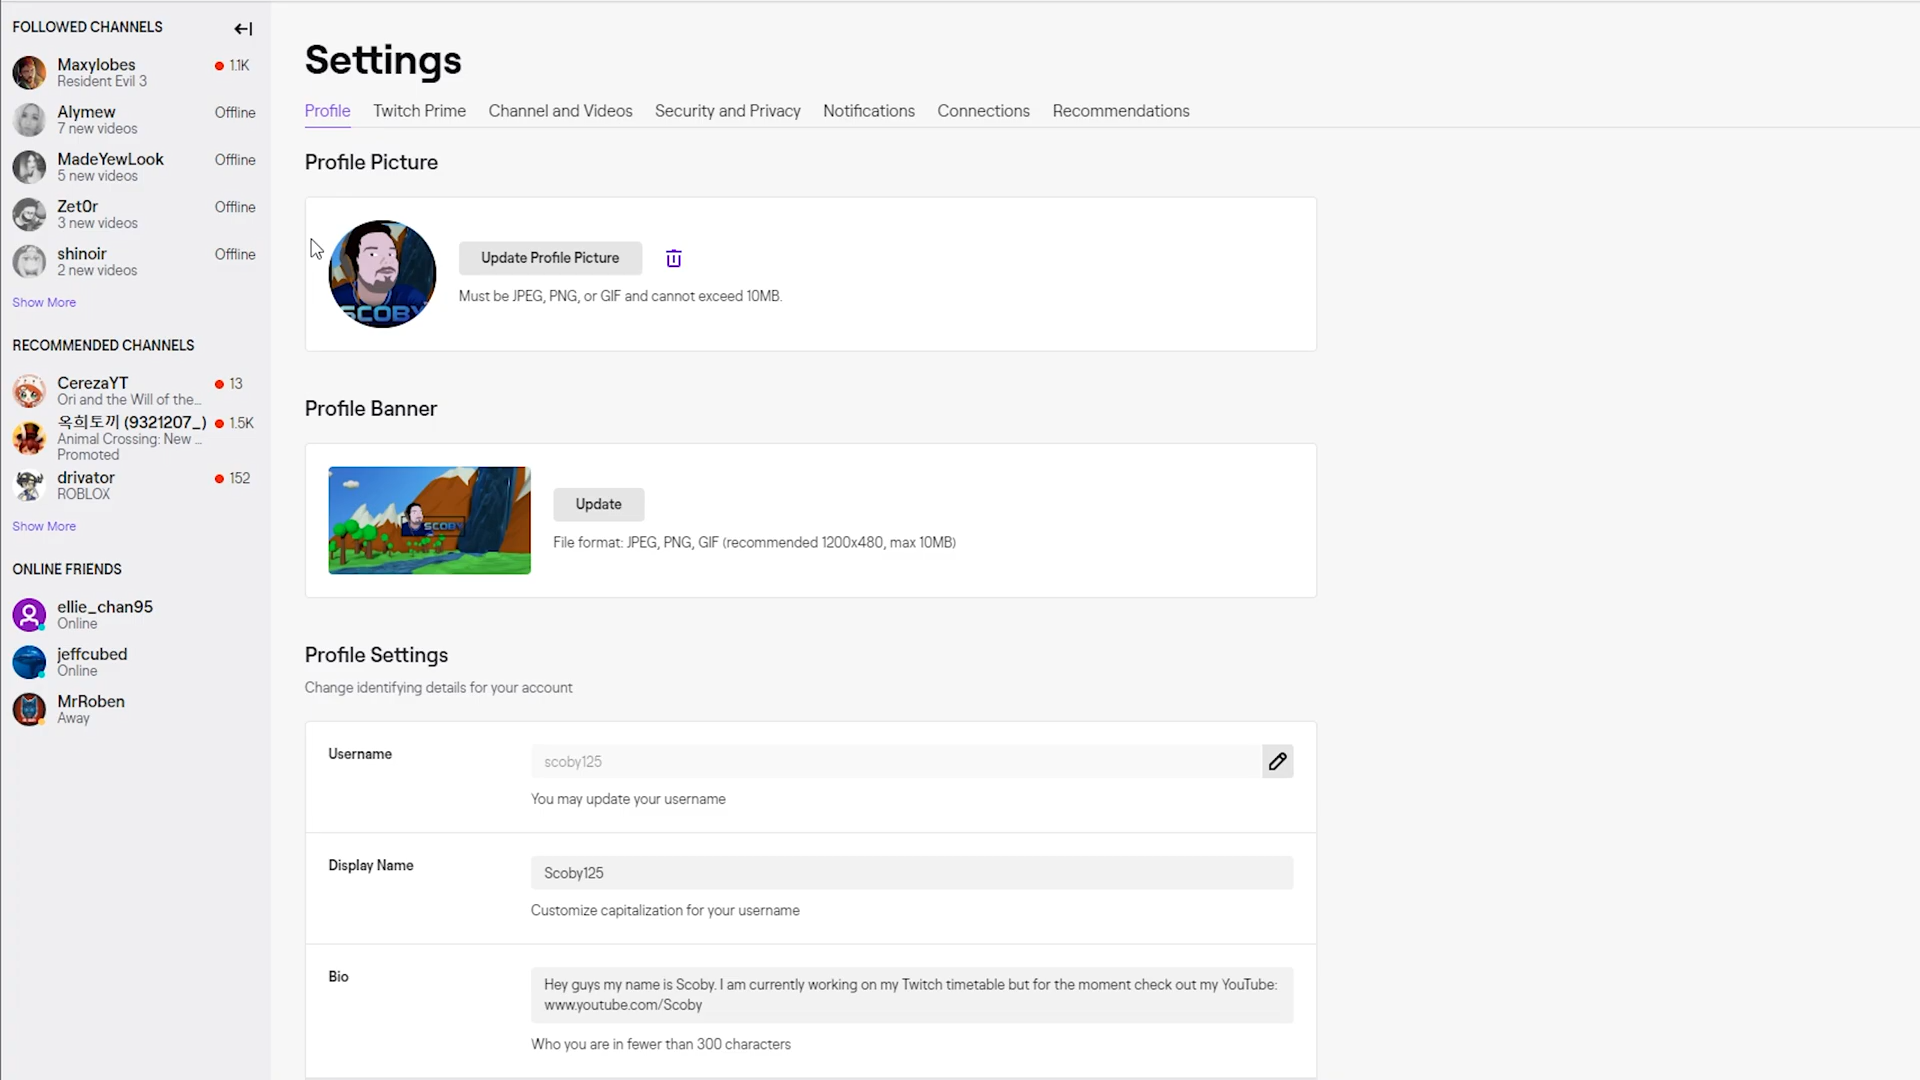 FOLLOWED CHANNELS
Maxylobes
1.1K
Resident Evil 3
Alymew
Offline
7 new videos
MadeYewLook
Offline
5 new videos
Zet0r
Offline
3 new videos
shinoir
Offline
2 new videos
Show More
RECOMMENDED CHANNELS
CerezaYT
13
Ori and the Will of the...
옥희토끼 (9321207_)
1.5K
Animal Crossing: New ...
Promoted
drivator
152
ROBLOX
Show More
ONLINE FRIENDS
ellie_chan95
Online
jeffcubed
Online
MrRoben
Away
Settings
Profile Twitch Prime Channel and Videos Security and Privacy Notifications Connections Recommendations
Profile Picture
SCOBY
Update Profile Picture
Must be JPEG, PNG, or GIF and cannot exceed 10MB.
Profile Banner
SCOBY
Update
File format: JPEG, PNG, GIF (recommended 1200x480, max 10MB)
Profile Settings
Change identifying details for your account
Username
scoby125
You may update your username
Display Name
Scoby125
Customize capitalization for your username
Bio
Hey guys my name is Scoby. I am currently working on my Twitch timetable but for the moment check out my YouTube:
www.youtube.com/Scoby
Who you are in fewer than 300 characters